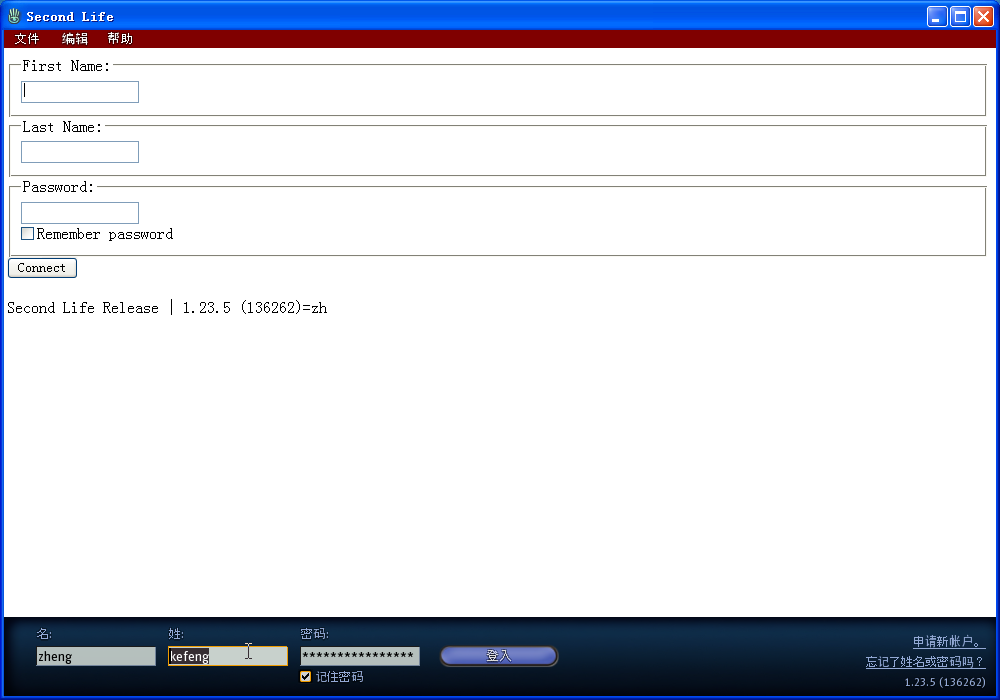 Second Life
文件 编辑 帮助
First Name:
Last Name:
Password:
Remember password
Connect
Second Life Release | 1.23.5 (136262)=zh
名: 姓: 密码:
申请新帐户。
zheng kefeng **************** 登入
忘记了姓名或密码吗？
记住密码
1.23.5 (136262)